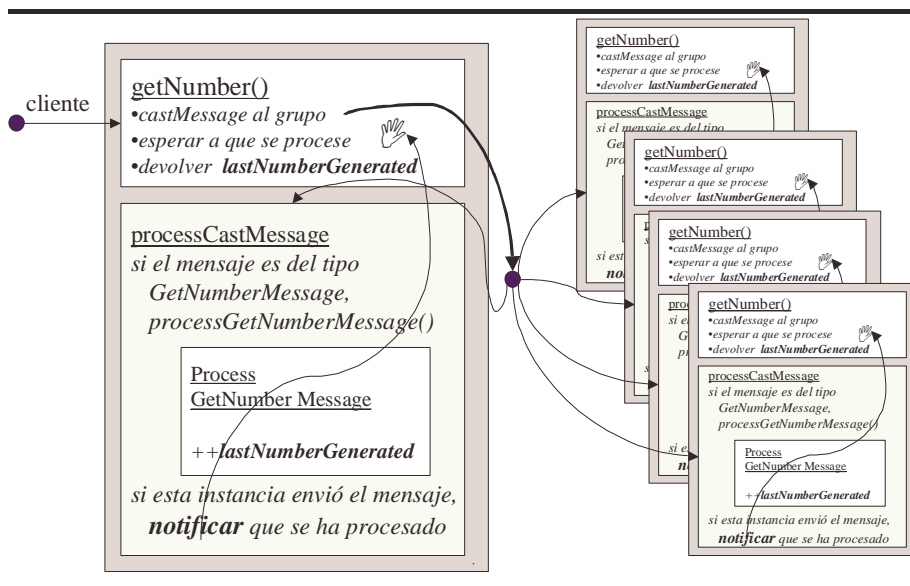 cliente
getNumber()
•castMessage al grupo
•esperar a que se procese
•devolver lastNumberGenerated
processCastMessage
si el mensaje es del tipo
GetNumberMessage,
processGetNumberMessage()
Process
GetNumber Message
++lastNumberGenerated
si esta instancia envió el mensaje,
notificar que se ha procesado
getNumber()
•castMessage al grupo
•esperar a que se procese
•devolver lastNumberGenerated
processCastMessage
si el mensaje es del tipo
si est
not
getNumber()
•castMessage al grupo
•esperar a que se procese
•devolver lastNumberGenerated
getNumber()
•castMessage al grupo
•esperar a que se procese
•devolver lastNumberGenerated
getNumber()
•castMessage al grupo
•esperar a que se procese
•devolver lastNumberGenerated
processCastMessage
si el mensaje es del tipo
GetNumberMessage,
processGetNumberMessage()
Process
GetNumber Message
++lastNumberGenerated
si esta instancia envió el mensaje,
notificar que se ha procesado